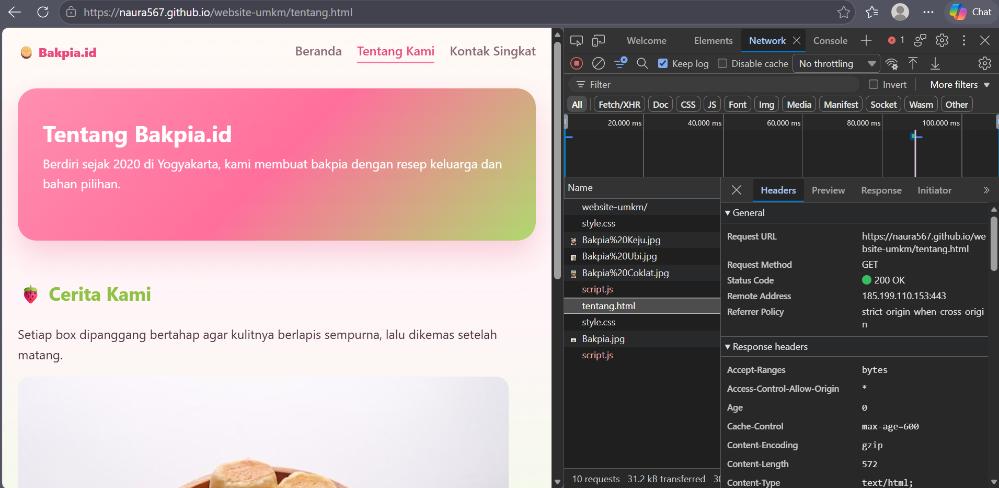 https://naura567.github.io/website-umkm/tentang.html
Chat
Bakpia.id
Beranda
Tentang Kami
Kontak Singkat
Tentang Bakpia.id
Berdiri sejak 2020 di Yogyakarta, kami membuat bakpia dengan resep keluarga dan
bahan pilihan.
Cerita Kami
Setiap box dipanggang bertahap agar kulitnya berlapis sempurna, lalu dikemas setelah
matang.
Welcome
Elements
Network
Console
1
Keep log
Disable cache
No throttling
Filter
Invert
More filters
All
Fetch/XHR
Doc
CSS
JS
Font
Img
Media
Manifest
Socket
Wasm
Other
20,000 ms
40,000 ms
60,000 ms
80,000 ms
100,000 ms
Name
website-umkm/
style.css
Bakpia%20Keju.jpg
Bakpia%20Ubi.jpg
Bakpia%20Coklat.jpg
script.js
tentang.html
style.css
Bakpia.jpg
script.js
10 requests
31.2 kB transferred
Headers
Preview
Response
Initiator
General
Request URL
https://naura567.github.io/we
bsite-umkm/tentang.html
Request Method
GET
Status Code
200 OK
Remote Address
185.199.110.153:443
Referrer Policy
strict-origin-when-cross-origi
n
Response headers
Accept-Ranges
bytes
Access-Control-Allow-Origin
*
Age
0
Cache-Control
max-age=600
Content-Encoding
gzip
Content-Length
572
Content-Type
text/html;